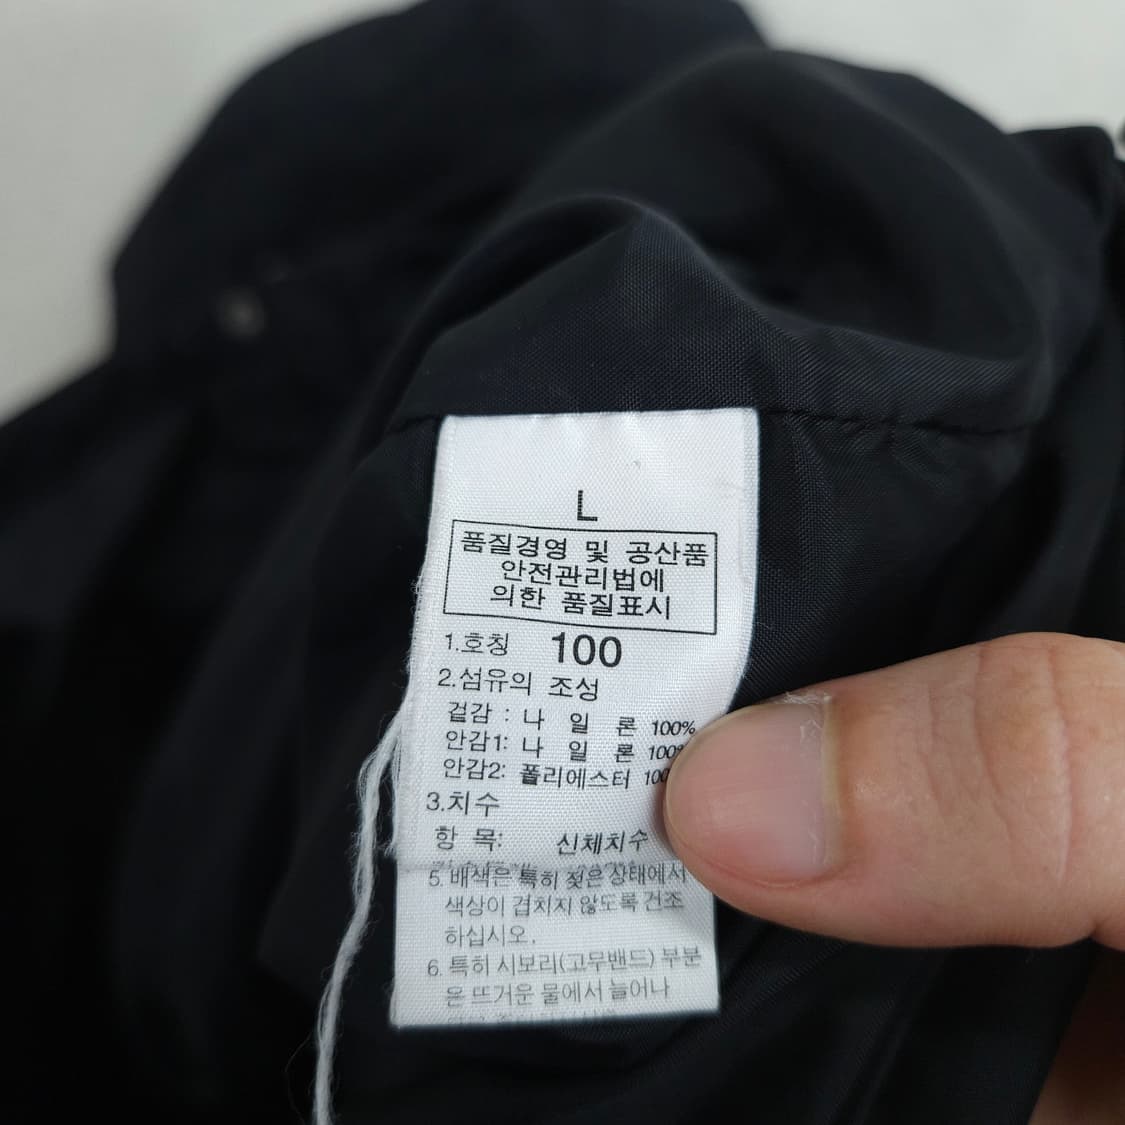 L
품질경영 및 공산품
안전관리법에
의한 품질표시
1.호칭 100
2.섬유의 조성
겉감 : 나 일 론 100%
안감1: 나 일 론 100%
안감2: 폴리에스터 100
3.치수
항 목: 신체치수
5. 배색은 특히 젖은 상태에서
색상이 겹치지 않도록 건조
하십시오.
6. 특히 시보리(고무밴드) 부분
은 뜨거운 물에서 늘어나